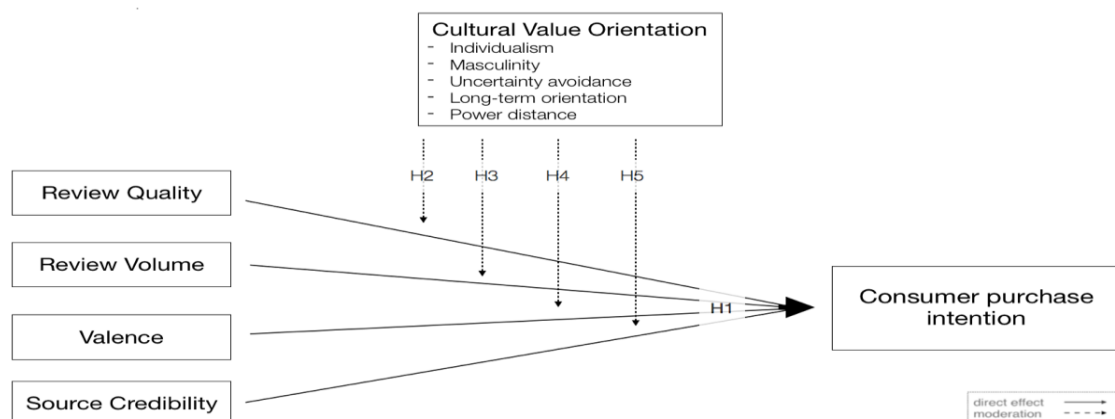 Cultural Value Orientation
- Individualism
- Masculinity
- Uncertainty avoidance
- Long-term orientation
- Power distance
H2 H3 H4 H5
Review Quality
Review Volume
Valence
Source Credibility
H1
Consumer purchase
intention
direct effect
moderation